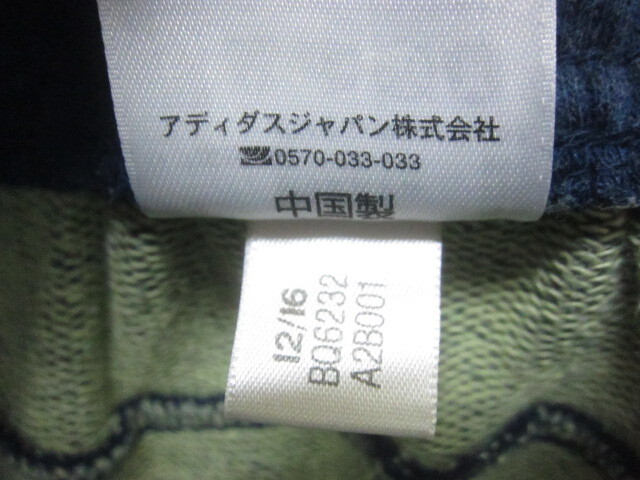 アディダスジャパン株式会社
0570-033-033
中国製
12/16
BQ6232
A2B001